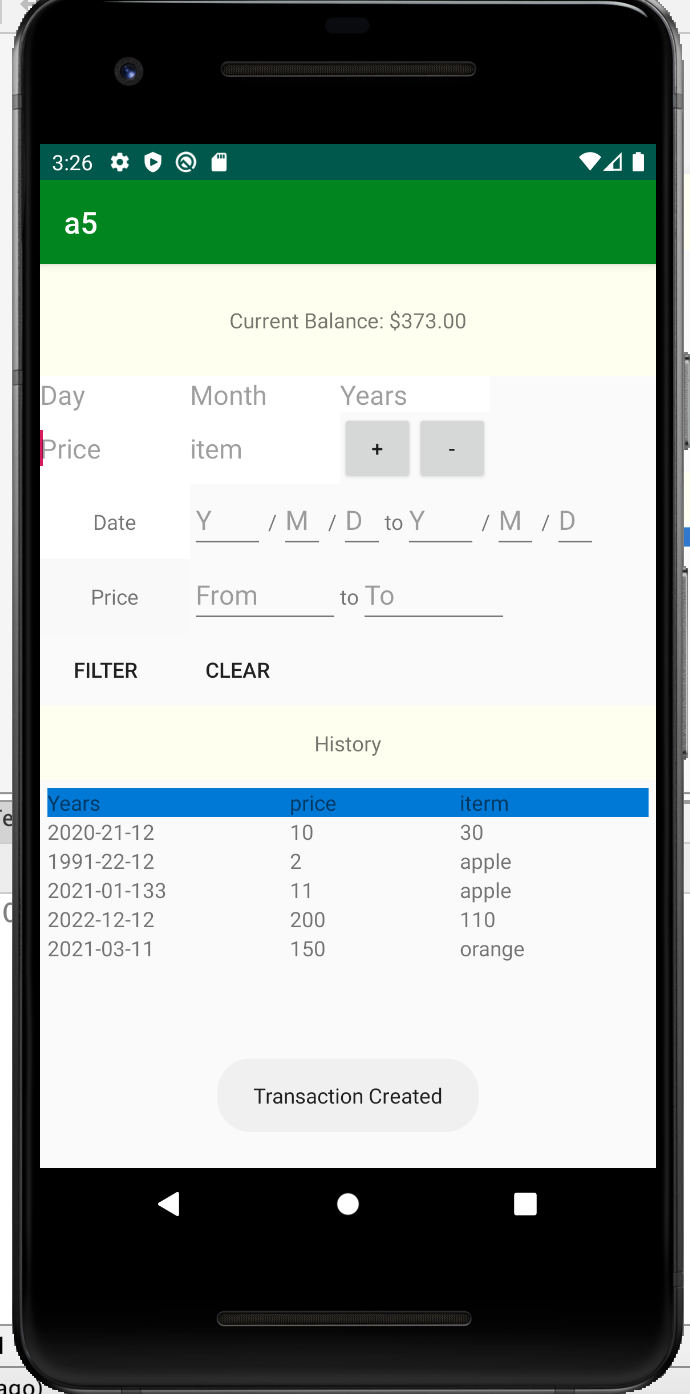 3:26
a5
Current Balance: $373.00
Day Month Years
Price item + -
Date Y / M / D to Y / M / D
Price From to To
FILTER CLEAR
History
Years price iterm
2020-21-12 10 30
1991-22-12 2 apple
2021-01-133 11 apple
2022-12-12 200 110
2021-03-11 150 orange
Transaction Created
ago)